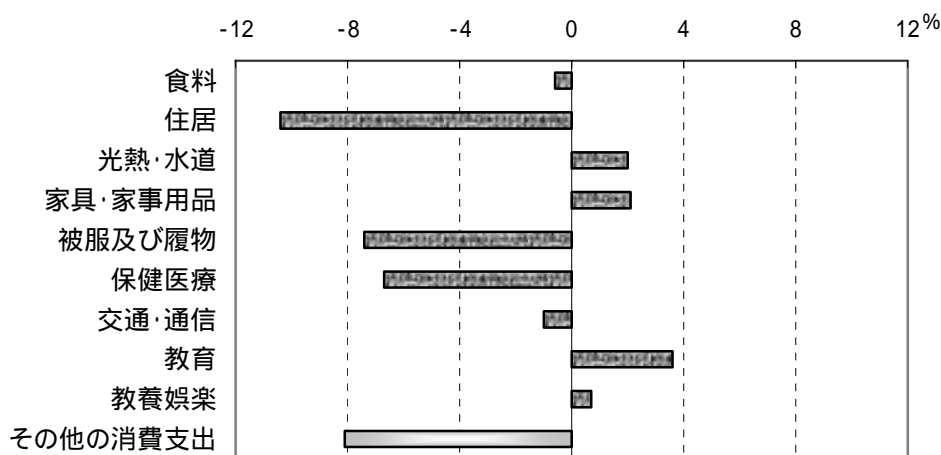 -12 -8 -4 0 4 8 12%
食料
住居
光熱・水道
家具・家事用品
被服及び履物
保健医療
交通・通信
教育
教養娯楽
その他の消費支出